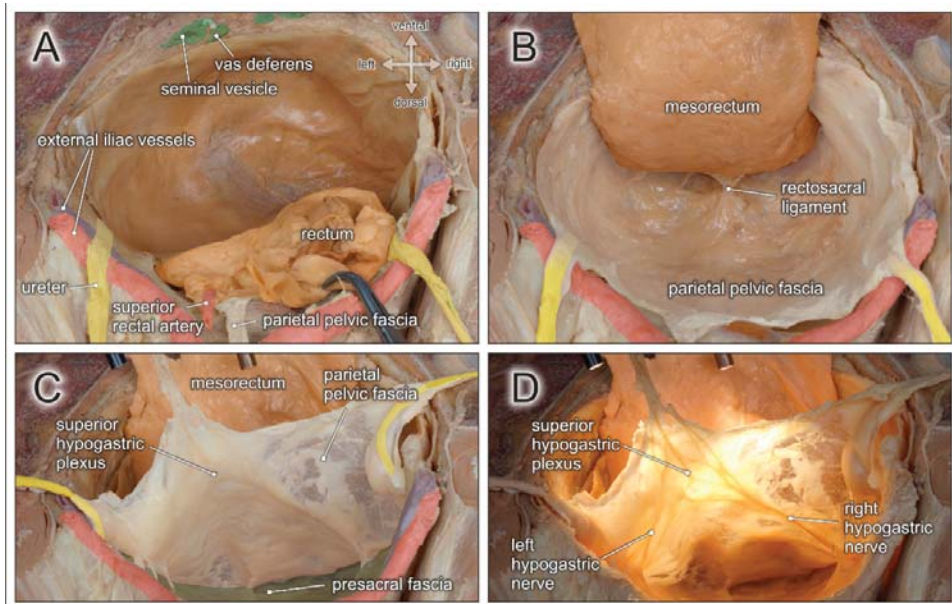 A
ventral
left
right
dorsal
vas deferens
seminal vesicle
external iliac vessels
rectum
ureter
superior
rectal artery
parietal pelvic fascia
B
mesorectum
rectosacral
ligament
parietal pelvic fascia
C
mesorectum
parietal
pelvic fascia
superior
hypogastric
plexus
presacral fascia
D
superior
hypogastric
plexus
right
hypogastric
nerve
left
hypogastric
nerve